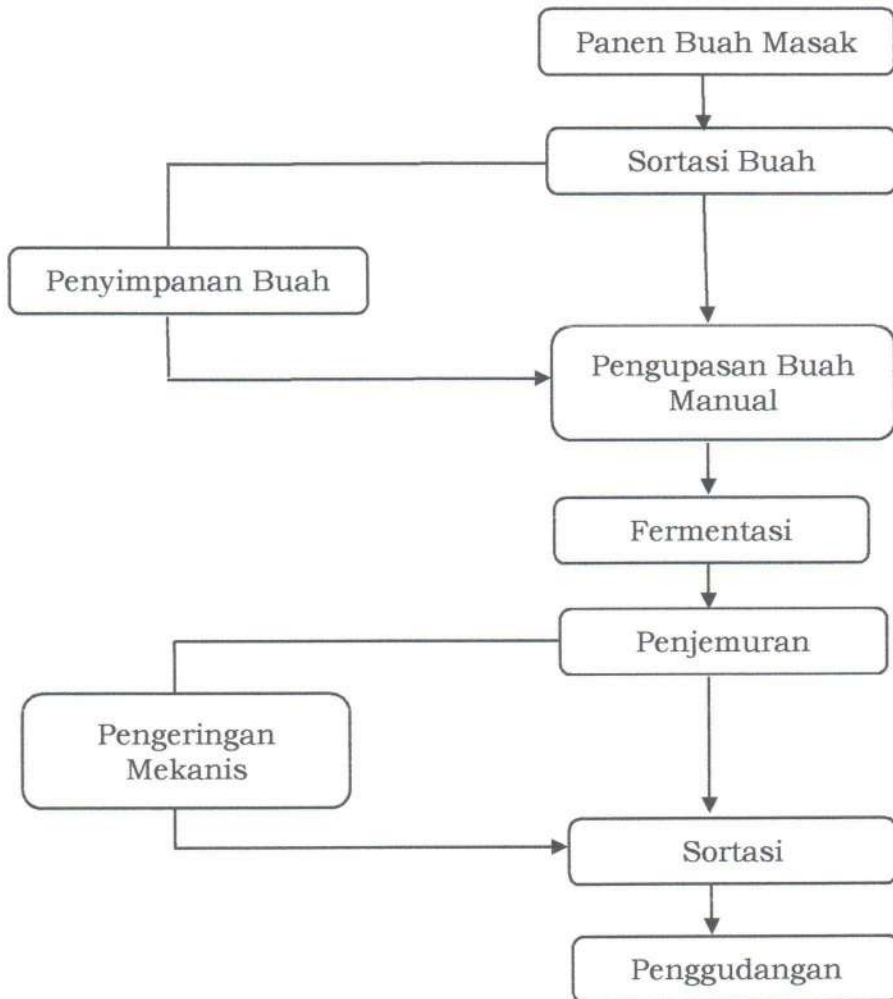 Panen Buah Masak
Sortasi Buah
Penyimpanan Buah
Pengupasan Buah
Manual
Fermentasi
Penjemuran
Pengeringan
Mekanis
Sortasi
Penggudangan